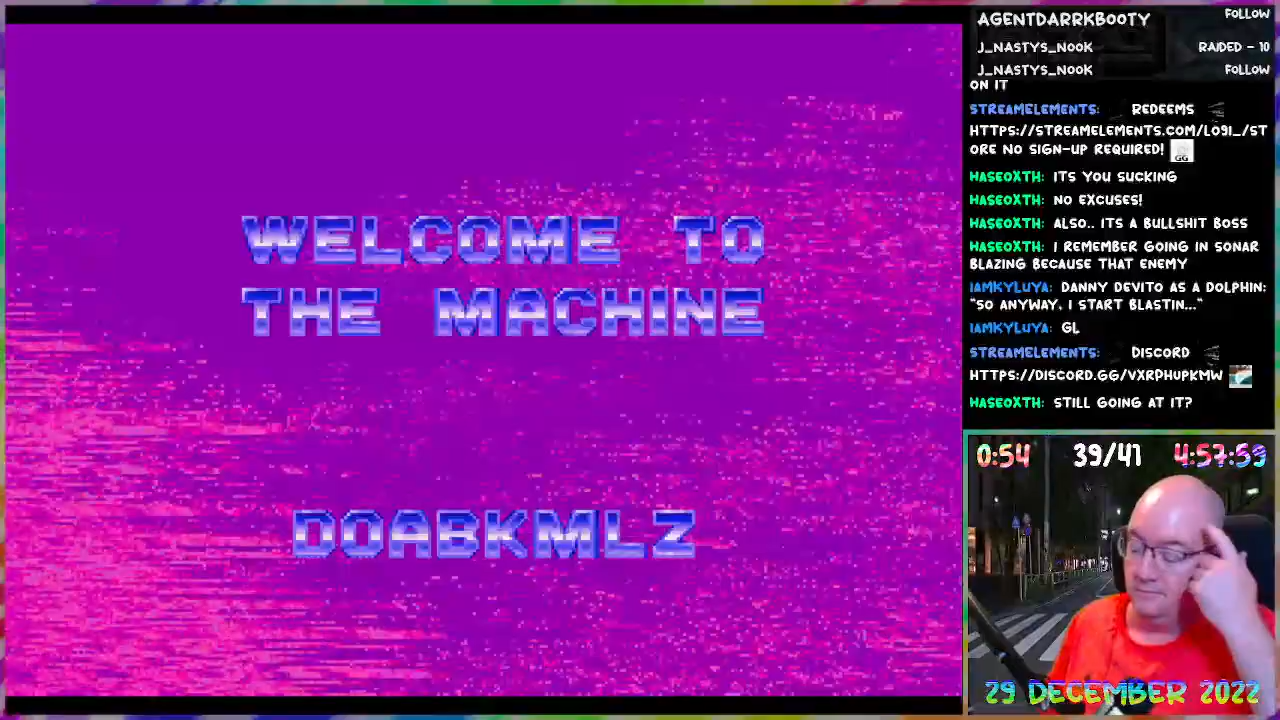 WELCOME TO
THE MACHINE
DOABKMLZ
AGENTDARRKBOOTY FOLLOW
J_NASTYS_NOOK RAIDED - 10
J_NASTYS_NOOK FOLLOW
ON IT
STREAMELEMENTS: REDEEMS
HTTPS://STREAMELEMENTS.COM/LO9I_/ST
ORE NO SIGN-UP REQUIRED! GG
HASEOXTH: ITS YOU SUCKING
HASEOXTH: NO EXCUSES!
HASEOXTH: ALSO.. ITS A BULLSHIT BOSS
HASEOXTH: I REMEMBER GOING IN SONAR
BLAZING BECAUSE THAT ENEMY
IAMKYLUYA: DANNY DEVITO AS A DOLPHIN:
"SO ANYWAY, I START BLASTIN..."
IAMKYLUYA: GL
STREAMELEMENTS: DISCORD
HTTPS://DISCORD.GG/VXRPHUPKMW
HASEOXTH: STILL GOING AT IT?
0:54 39/41 4:57:59
29 DECEMBER 2022